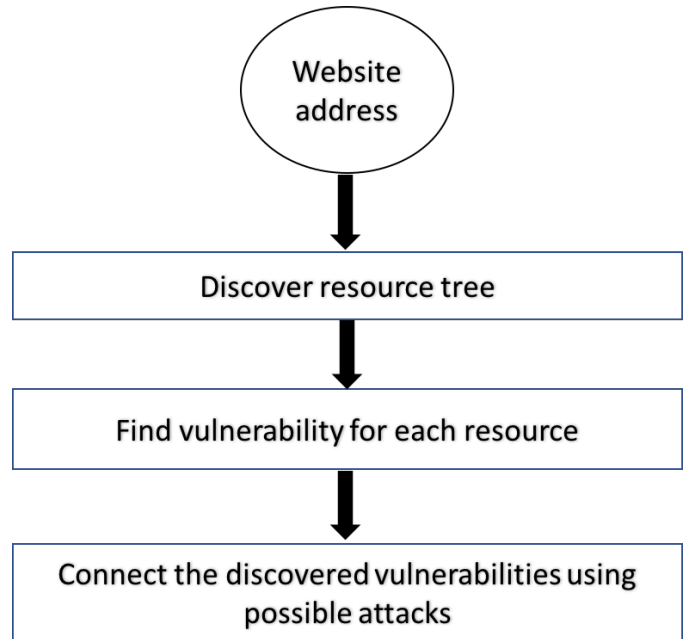 Website
address
Discover resource tree
Find vulnerability for each resource
Connect the discovered vulnerabilities using
possible attacks